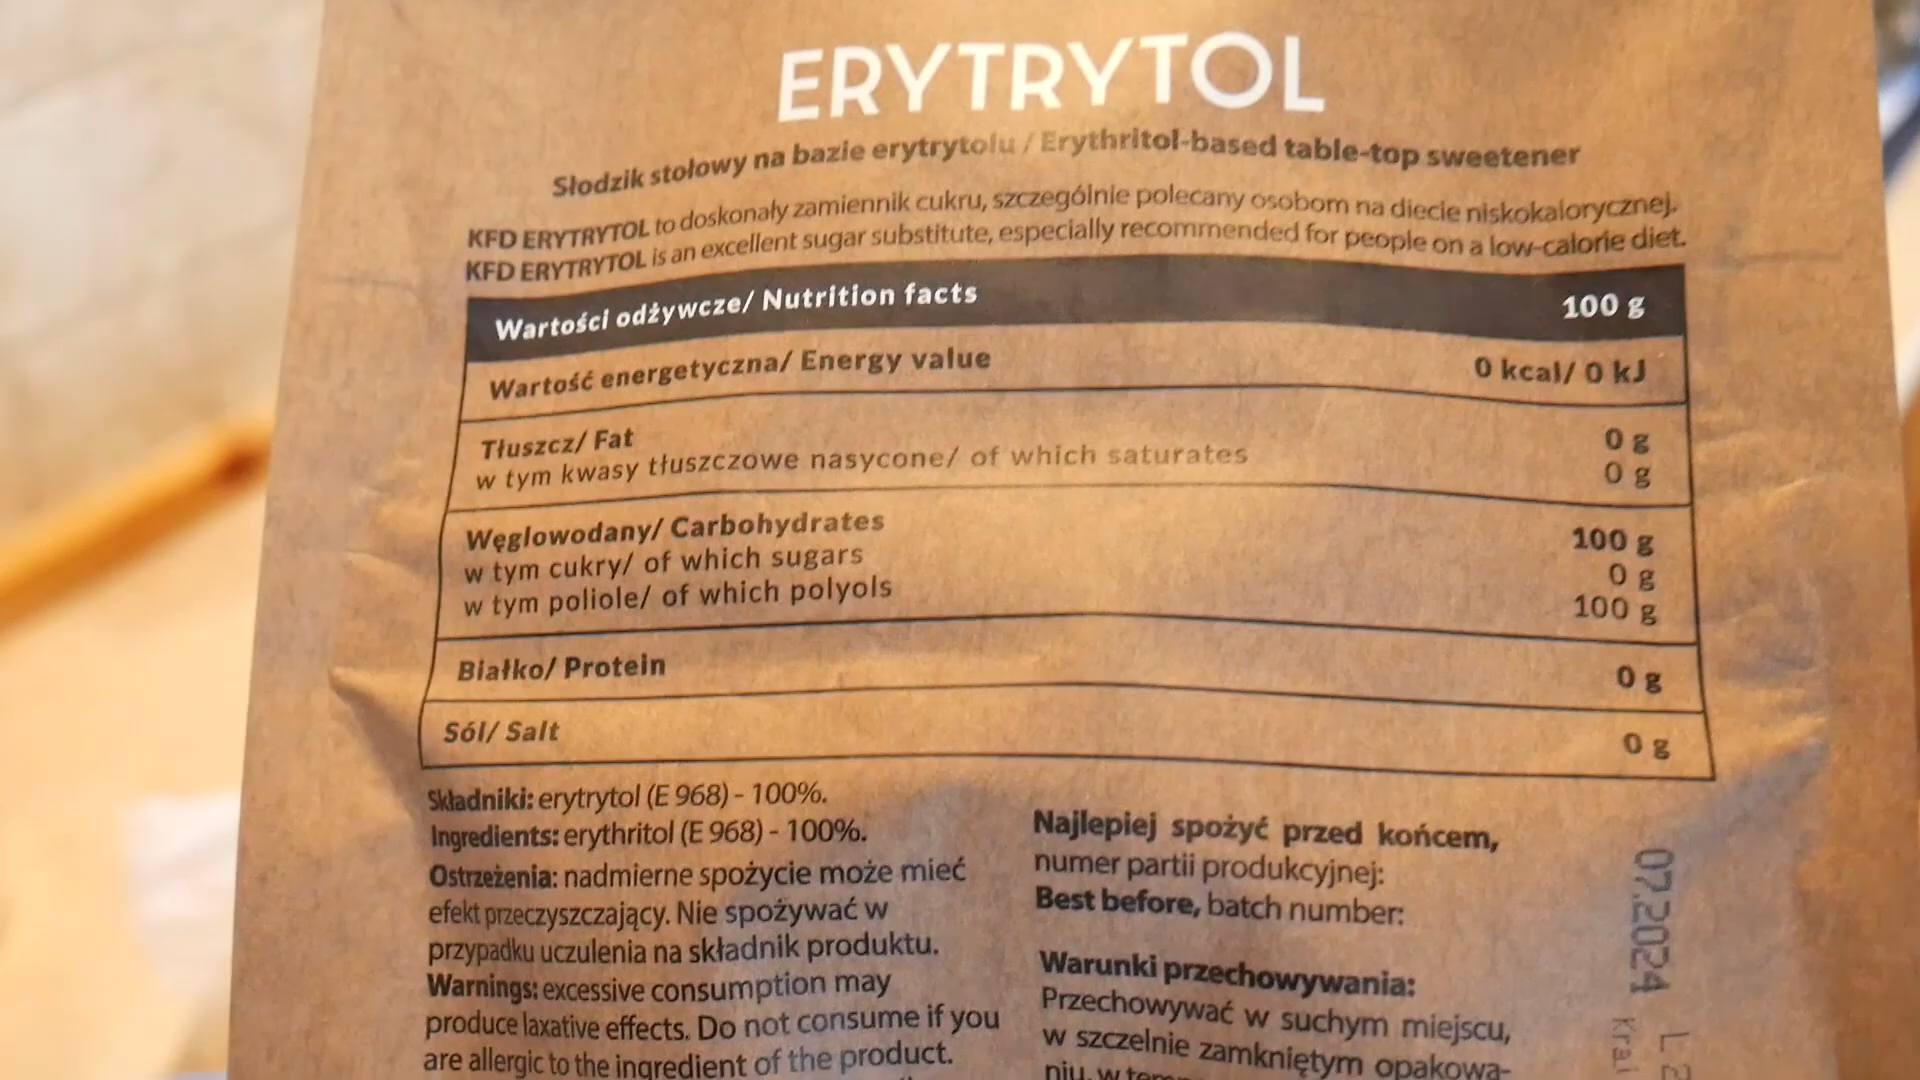 ERYTRYTOL
Słodzik stołowy na bazie erytrytolu / Erythritol-based table-top sweetener
KFD ERYTRYTOL to doskonały zamiennik cukru, szczególnie polecany osobom na diecie niskokalorycznej.
KFD ERYTRYTOL is an excellent sugar substitute, especially recommended for people on a low-calorie diet.
Wartości odżywcze/ Nutrition facts 100 g
Wartość energetyczna/ Energy value 0 kcal/ 0 kJ
Tłuszcz/ Fat 0 g
w tym kwasy tłuszczowe nasycone/ of which saturates 0 g
Węglowodany/ Carbohydrates 100 g
w tym cukry/ of which sugars 0 g
w tym poliole/ of which polyols 100 g
Białko/ Protein 0 g
Sól/ Salt 0 g
Składniki: erytrytol (E 968) - 100%.
Ingredients: erythritol (E 968) - 100%.
Ostrzeżenia: nadmierne spożycie może mieć
efekt przeczyszczający. Nie spożywać w
przypadku uczulenia na składnik produktu.
Warnings: excessive consumption may
produce laxative effects. Do not consume if you
are allergic to the ingredient of the product.
Najlepiej spożyć przed końcem,
numer partii produkcyjnej:
Best before, batch number:
Warunki przechowywania:
Przechowywać w suchym miejscu,
w szczelnie zamkniętym opakowa-
niu, w
07.2024 L